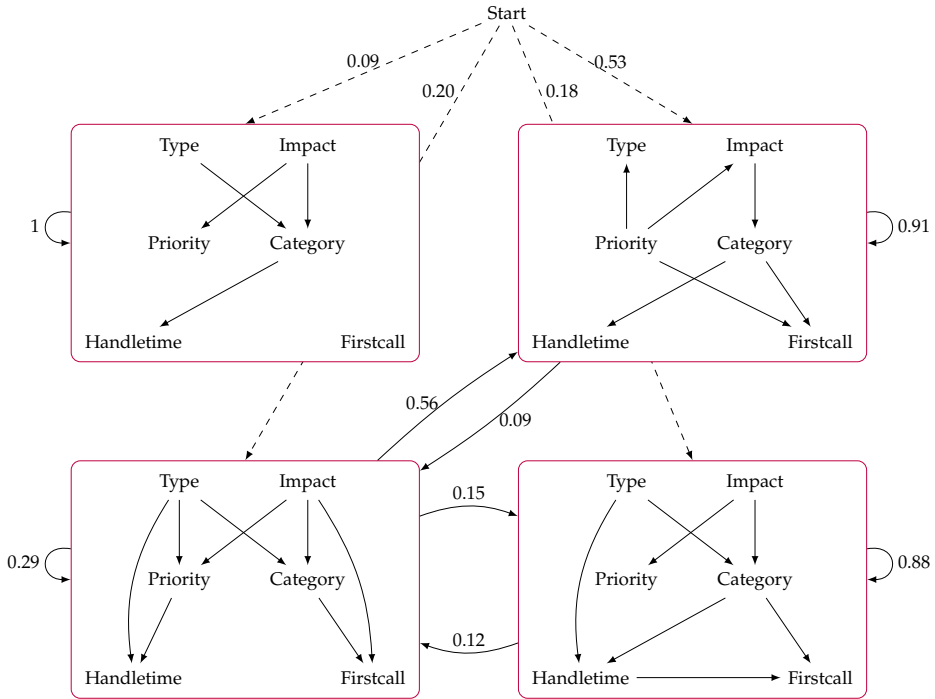 Start
0.09
0.53
0.20
0.18
Type Impact
Priority Category
Handletime Firstcall
1
Type Impact
Priority Category
Handletime Firstcall
0.91
0.56
0.09
Type Impact
Priority Category
Handletime Firstcall
0.29
0.15
0.12
Type Impact
Priority Category
Handletime Firstcall
0.88